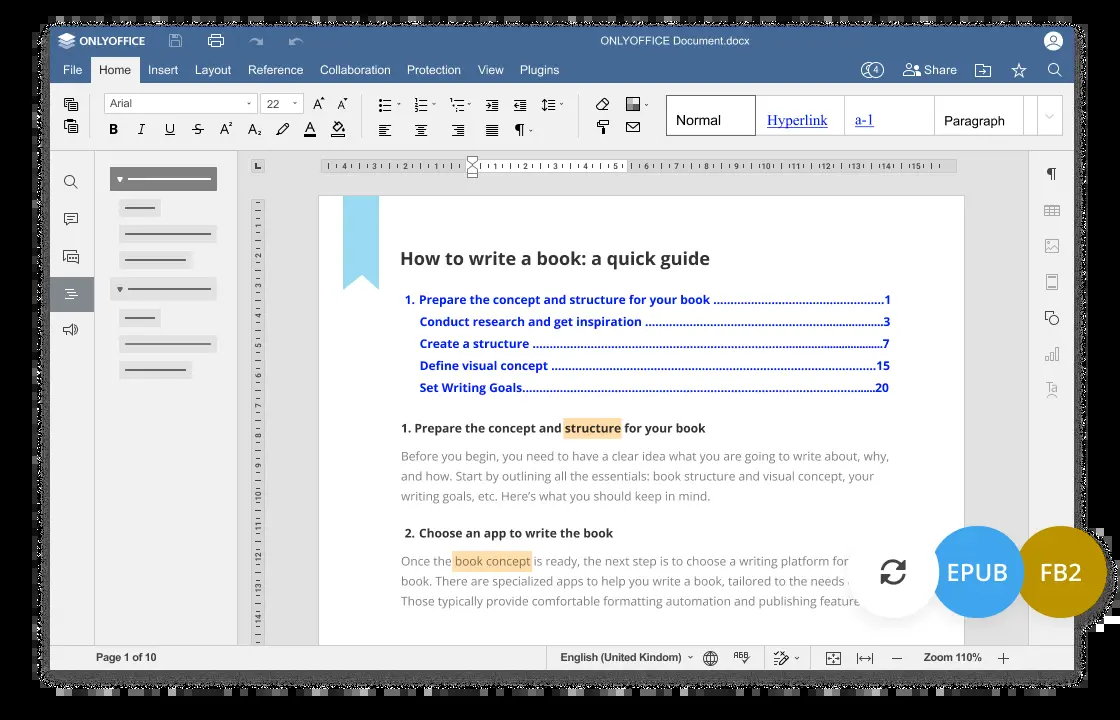 ONLYOFFICE
ONLYOFFICE Document.docx
File Home Insert Layout Reference Collaboration Protection View Plugins
4 Share
Arial 22
Normal Hyperlink a-1 Paragraph
How to write a book: a quick guide
1. Prepare the concept and structure for your book ..................................................1
Conduct research and get inspiration ......................................................................3
Create a structure ......................................................................................................7
Define visual concept ...............................................................................................15
Set Writing Goals.......................................................................................................20
1. Prepare the concept and structure for your book
Before you begin, you need to have a clear idea what you are going to write about, why,
and how. Start by outlining all the essentials: book structure and visual concept, your
writing goals, etc. Here’s what you should keep in mind.
2. Choose an app to write the book
Once the book concept is ready, the next step is to choose a writing platform for
book. There are specialized apps to help you write a book, tailored to the needs
Those typically provide comfortable formatting automation and publishing
EPUB FB2
Page 1 of 10
English (United Kindom)
Zoom 110%